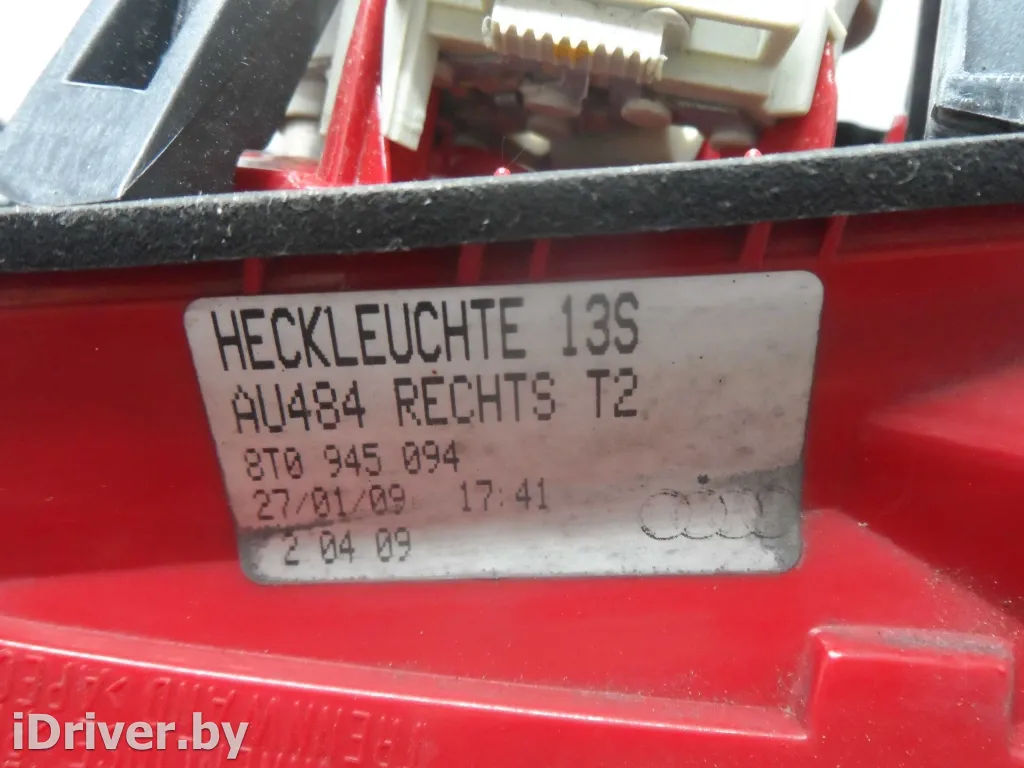 HECKLEUCHTE 13S
AU484 RECHTS T2
8T0 945 094
27/01/09 17:41
2 04 09
iDriver.by